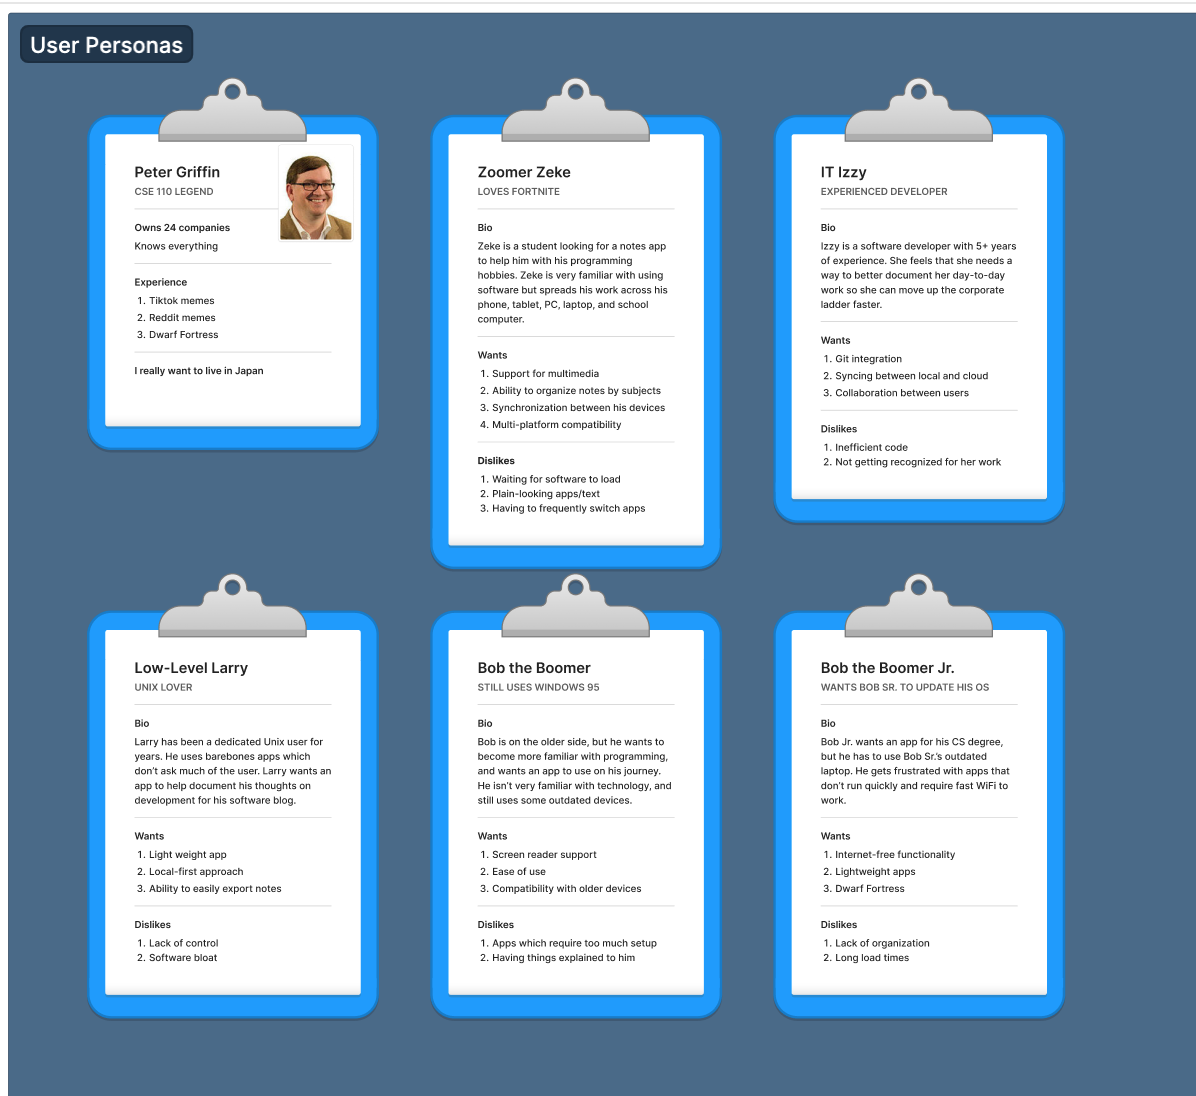 User Personas
Peter Griffin
CSE 110 LEGEND
Owns 24 companies
Knows everything
Experience
1. Tiktok memes
2. Reddit memes
3. Dwarf Fortress
I really want to live in Japan
Zoomer Zeke
LOVES FORTNITE
Bio
Zeke is a student looking for a notes app
to help him with his programming
hobbies. Zeke is very familiar with using
software but spreads his work across his
phone, tablet, PC, laptop, and school
computer.
Wants
1. Support for multimedia
2. Ability to organize notes by subjects
3. Synchronization between his devices
4. Multi-platform compatibility
Dislikes
1. Waiting for software to load
2. Plain-looking apps/text
3. Having to frequently switch apps
IT Izzy
EXPERIENCED DEVELOPER
Bio
Izzy is a software developer with 5+ years
of experience. She feels that she needs a
way to better document her day-to-day
work so she can move up the corporate
ladder faster.
Wants
1. Git integration
2. Syncing between local and cloud
3. Collaboration between users
Dislikes
1. Inefficient code
2. Not getting recognized for her work
Low-Level Larry
UNIX LOVER
Bio
Larry has been a dedicated Unix user for
years. He uses barebones apps which
don't ask much of the user. Larry wants an
app to help document his thoughts on
development for his software blog.
Wants
1. Light weight app
2. Local-first approach
3. Ability to easily export notes
Dislikes
1. Lack of control
2. Software bloat
Bob the Boomer
STILL USES WINDOWS 95
Bio
Bob is on the older side, but he wants to
become more familiar with programming,
and wants an app to use on his journey.
He isn't very familiar with technology, and
still uses some outdated devices.
Wants
1. Screen reader support
2. Ease of use
3. Compatibility with older devices
Dislikes
1. Apps which require too much setup
2. Having things explained to him
Bob the Boomer Jr.
WANTS BOB SR. TO UPDATE HIS OS
Bio
Bob Jr. wants an app for his CS degree,
but he has to use Bob Sr.'s outdated
laptop. He gets frustrated with apps that
don't run quickly and require fast WiFi to
work.
Wants
1. Internet-free functionality
2. Lightweight apps
3. Dwarf Fortress
Dislikes
1. Lack of organization
2. Long load times